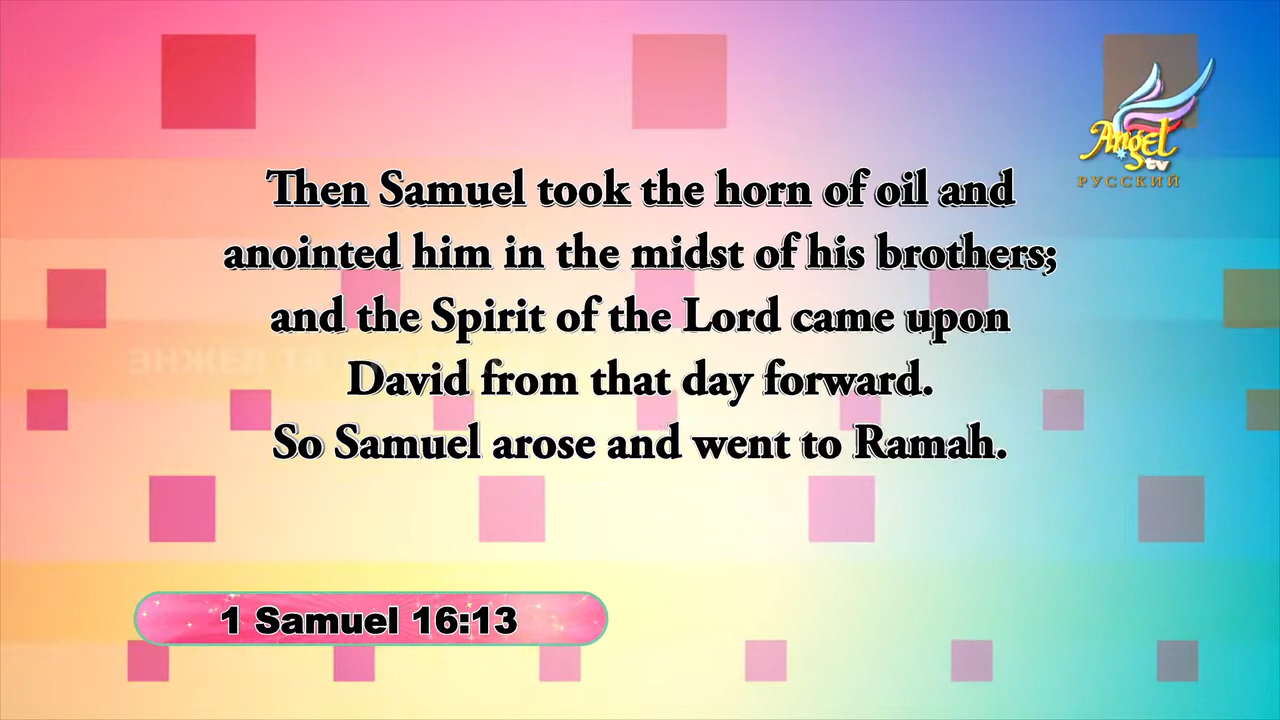 Angel
tv
РУССКИЙ
Then Samuel took the horn of oil and
anointed him in the midst of his brothers;
and the Spirit of the Lord came upon
David from that day forward.
So Samuel arose and went to Ramah.
ЭНЖЕЛ ТЭ
1 Samuel 16:13